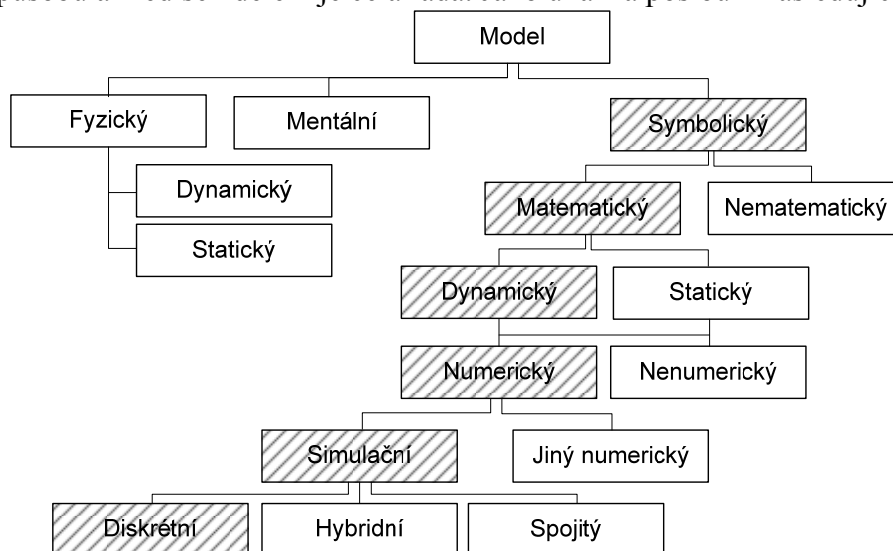 Model
Fyzický
Mentální
Symbolický
Dynamický
Matematický
Nematematický
Statický
Dynamický
Statický
Numerický
Nenumerický
Simulační
Jiný numerický
Diskrétní
Hybridní
Spojitý